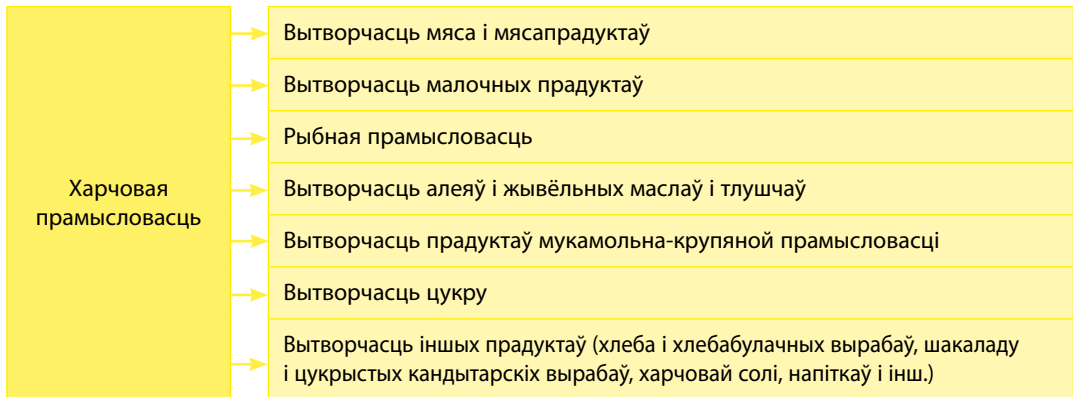 Харчовая
прамысловасць
Вытворчасць мяса і мясапрадуктаў
Вытворчасць малочных прадуктаў
Рыбная прамысловасць
Вытворчасць алеяў і жывёльных маслаў і тлушчаў
Вытворчасць прадуктаў мукамольна-крупяной прамысловасці
Вытворчасць цукру
Вытворчасць іншых прадуктаў (хлеба і хлебабулачных вырабаў, шакаладу
і цукрыстых кандытарскіх вырабаў, харчовай солі, напіткаў і інш.)